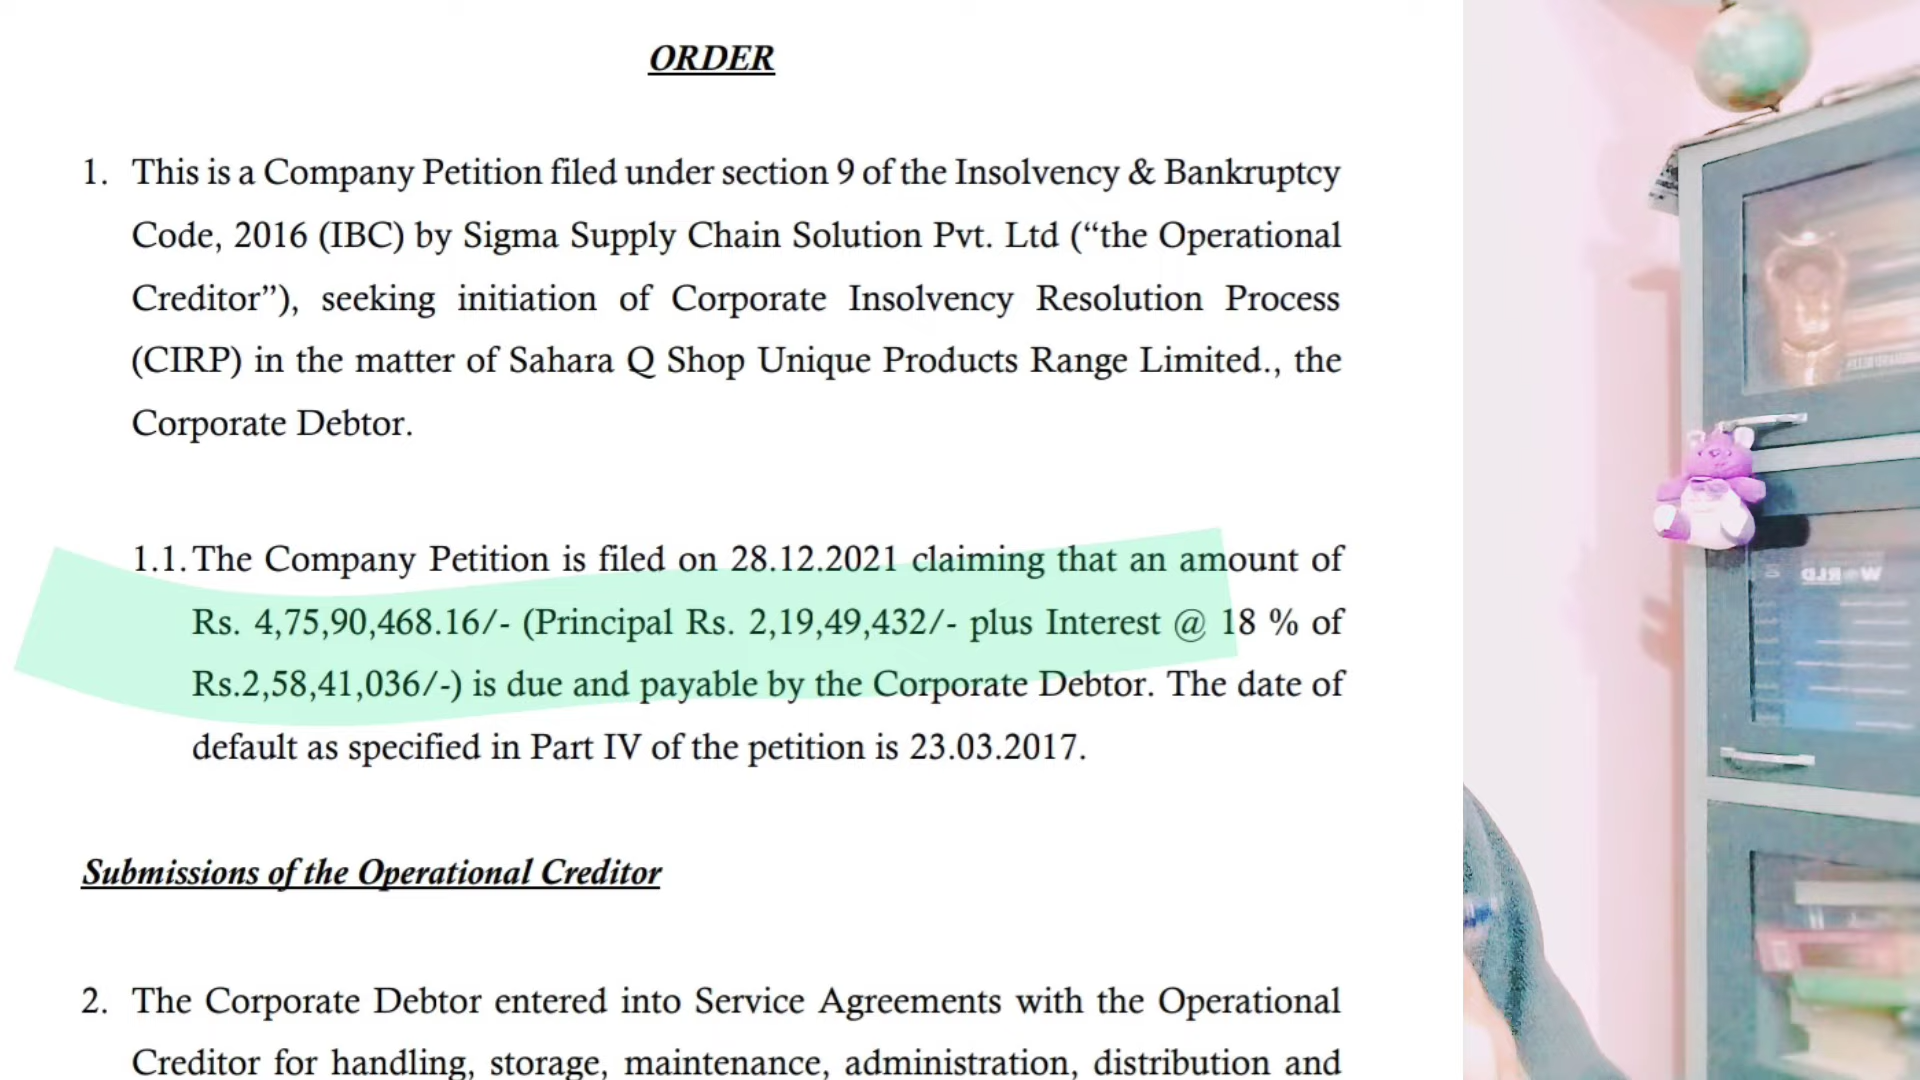 ORDER
1. This is a Company Petition filed under section 9 of the Insolvency & Bankruptcy
Code, 2016 (IBC) by Sigma Supply Chain Solution Pvt. Ltd (“the Operational
Creditor”), seeking initiation of Corporate Insolvency Resolution Process
(CIRP) in the matter of Sahara Q Shop Unique Products Range Limited., the
Corporate Debtor.
1.1. The Company Petition is filed on 28.12.2021 claiming that an amount of
Rs. 4,75,90,468.16/- (Principal Rs. 2,19,49,432/- plus Interest @ 18 % of
Rs.2,58,41,036/-) is due and payable by the Corporate Debtor. The date of
default as specified in Part IV of the petition is 23.03.2017.
Submissions of the Operational Creditor
2. The Corporate Debtor entered into Service Agreements with the Operational
Creditor for handling, storage, maintenance, administration, distribution and